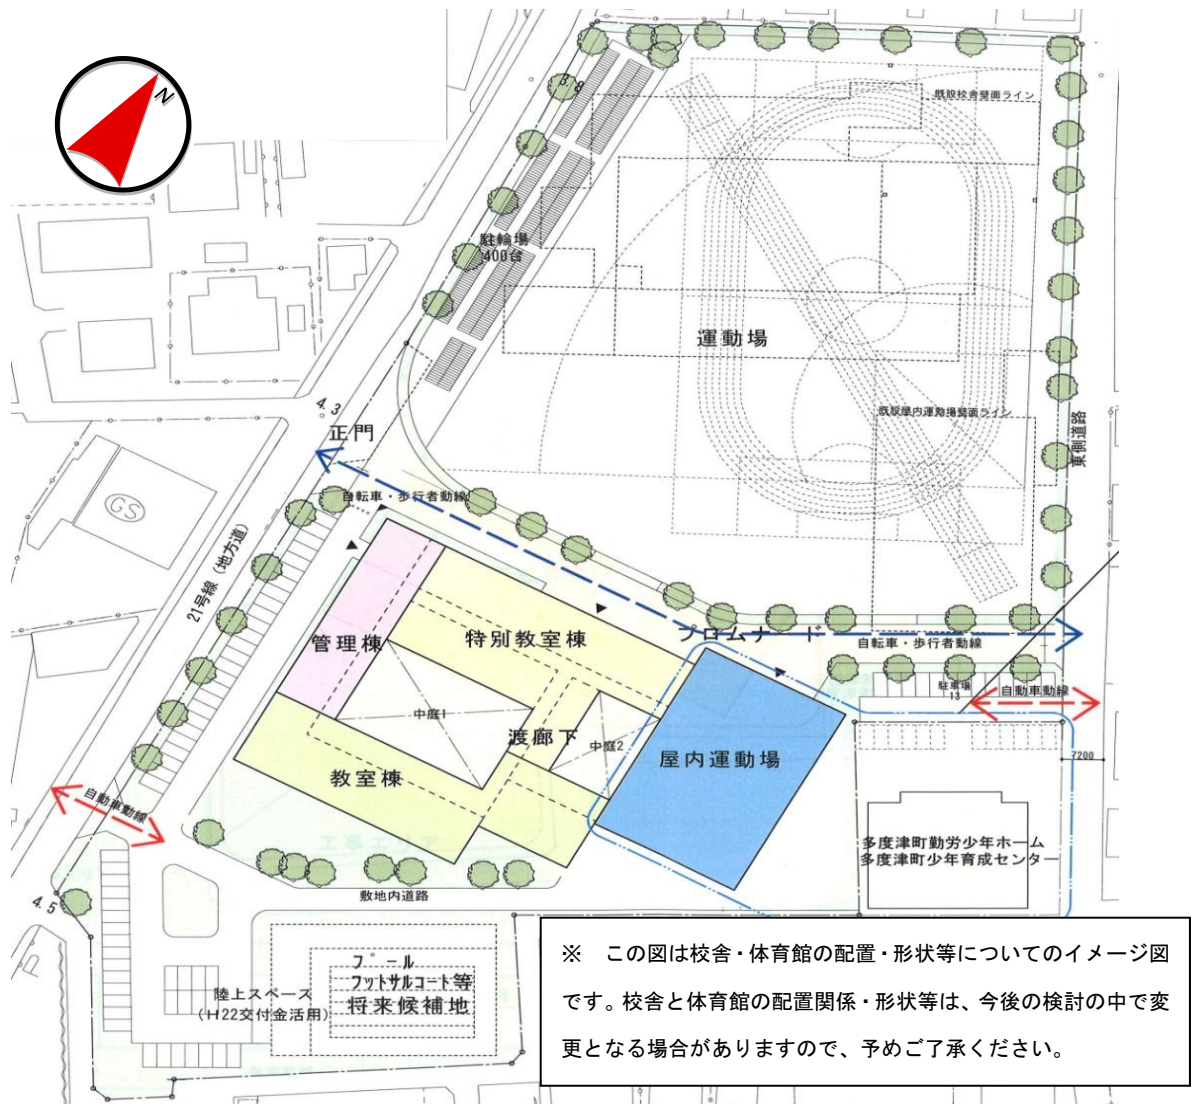 N
3.8
既設校舎壁面ライン
駐輪場
400台
運動場
既設屋内運動場壁面ライン
東側道路
4.3
正門
自転車・歩行者動線
GS
21号線（地方道）
管理棟
特別教室棟
プロムナード
自転車・歩行者動線
駐車場
13
自動車動線
中庭1
渡廊下
中庭2
屋内運動場
7200
教室棟
自動車動線
工事エリア
多度津町勤労少年ホーム
多度津町少年育成センター
敷地内道路
4.5
P
プール
フットサルコート等
将来候補地
陸上スペース
（H22交付金活用）
※　この図は校舎・体育館の配置・形状等についてのイメージ図
です。校舎と体育館の配置関係・形状等は、今後の検討の中で変
更となる場合がありますので、予めご了承ください。